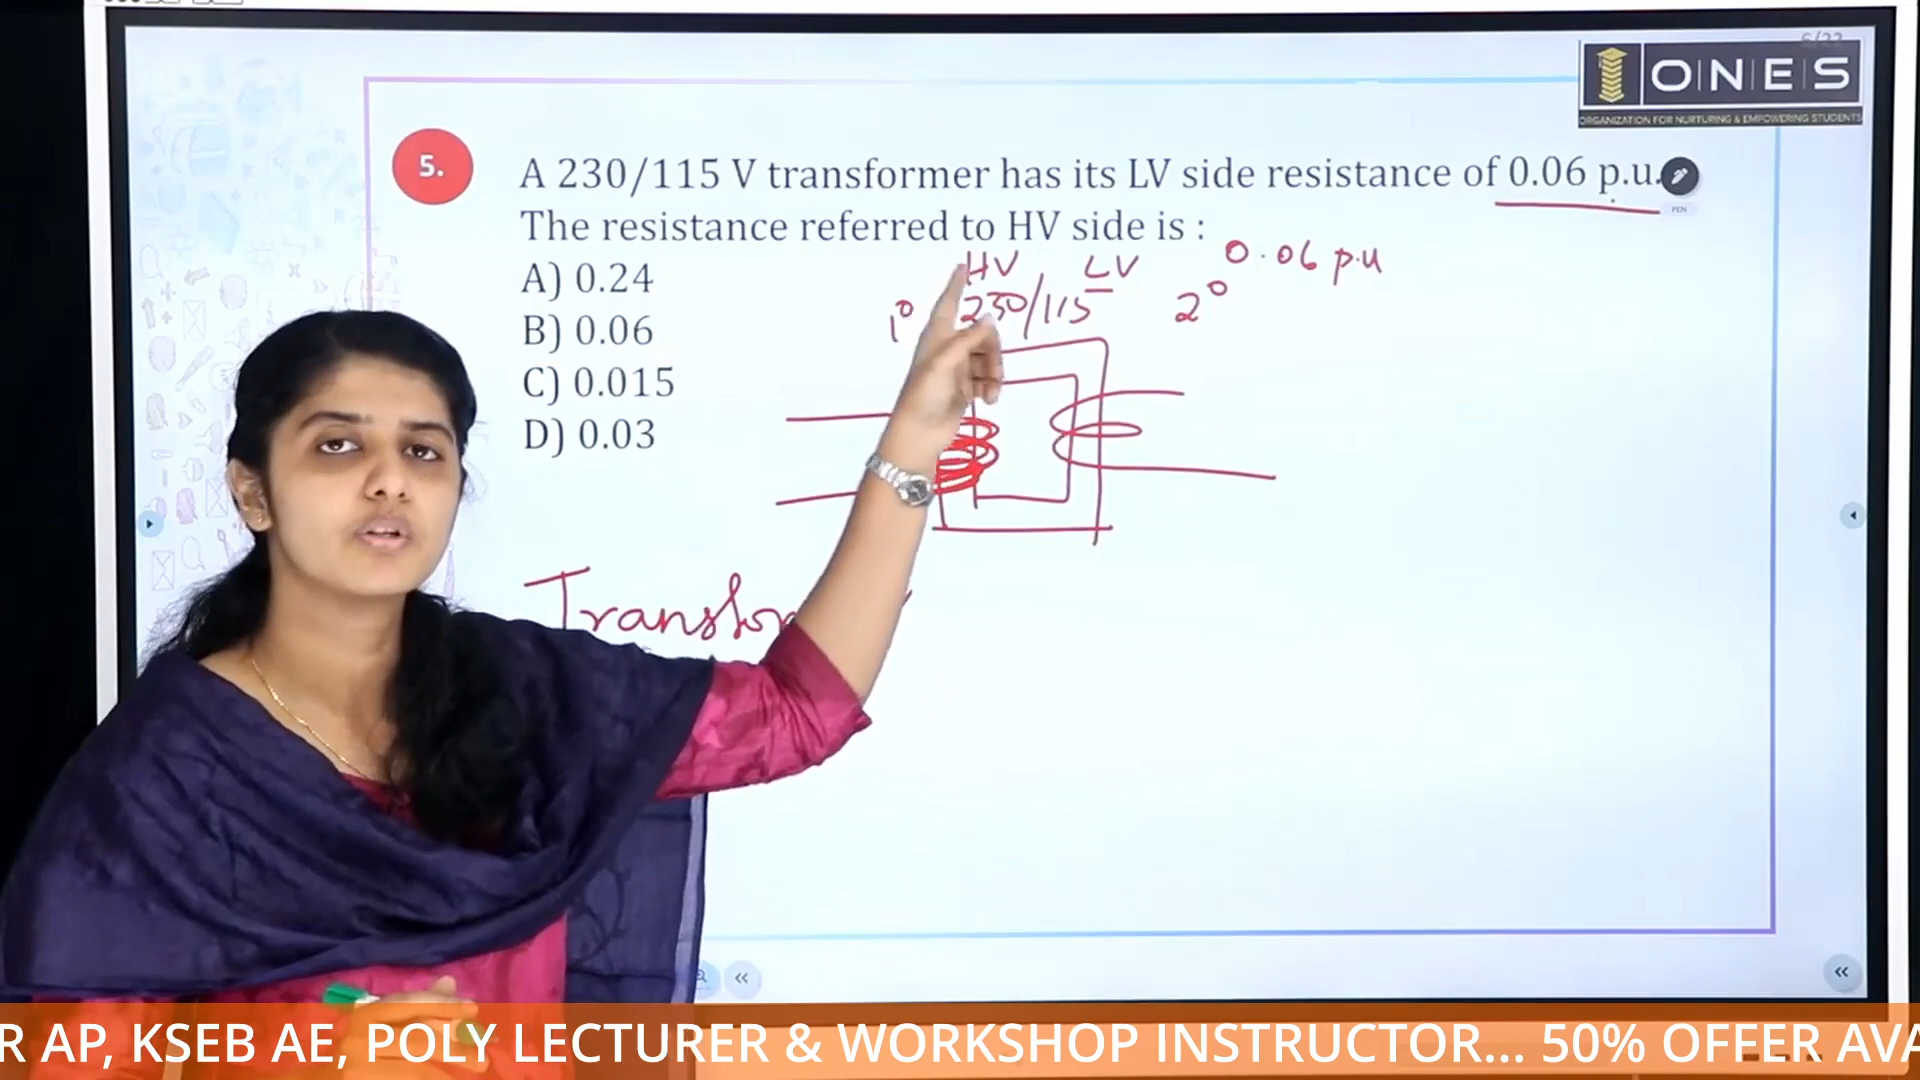 O|N|E|S
ORGANIZATION FOR NURTURING & EMPOWERING STUDENTS
5.
A 230/115 V transformer has its LV side resistance of 0.06 p.u.
PEN
The resistance referred to HV side is :
A) 0.24
B) 0.06
C) 0.015
D) 0.03
0.06 p.u
HV LV
1° 230/115 2°
R AP, KSEB AE, POLY LECTURER & WORKSHOP INSTRUCTOR... 50% OFFER AVA